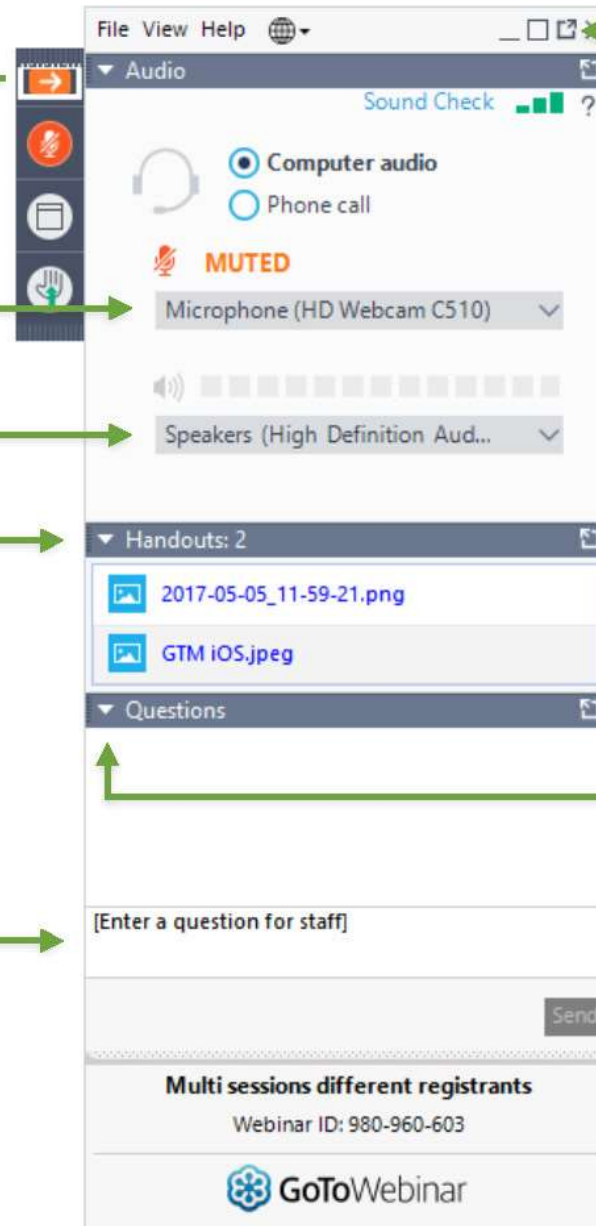 File View Help
Audio
Sound Check ?
Computer audio
Phone call
MUTED
Microphone (HD Webcam C510)
Speakers (High Definition Aud...
Handouts: 2
2017-05-05_11-59-21.png
GTM iOS.jpeg
Questions
[Enter a question for staff]
Send
Multi sessions different registrants
Webinar ID: 980-960-603
GoToWebinar